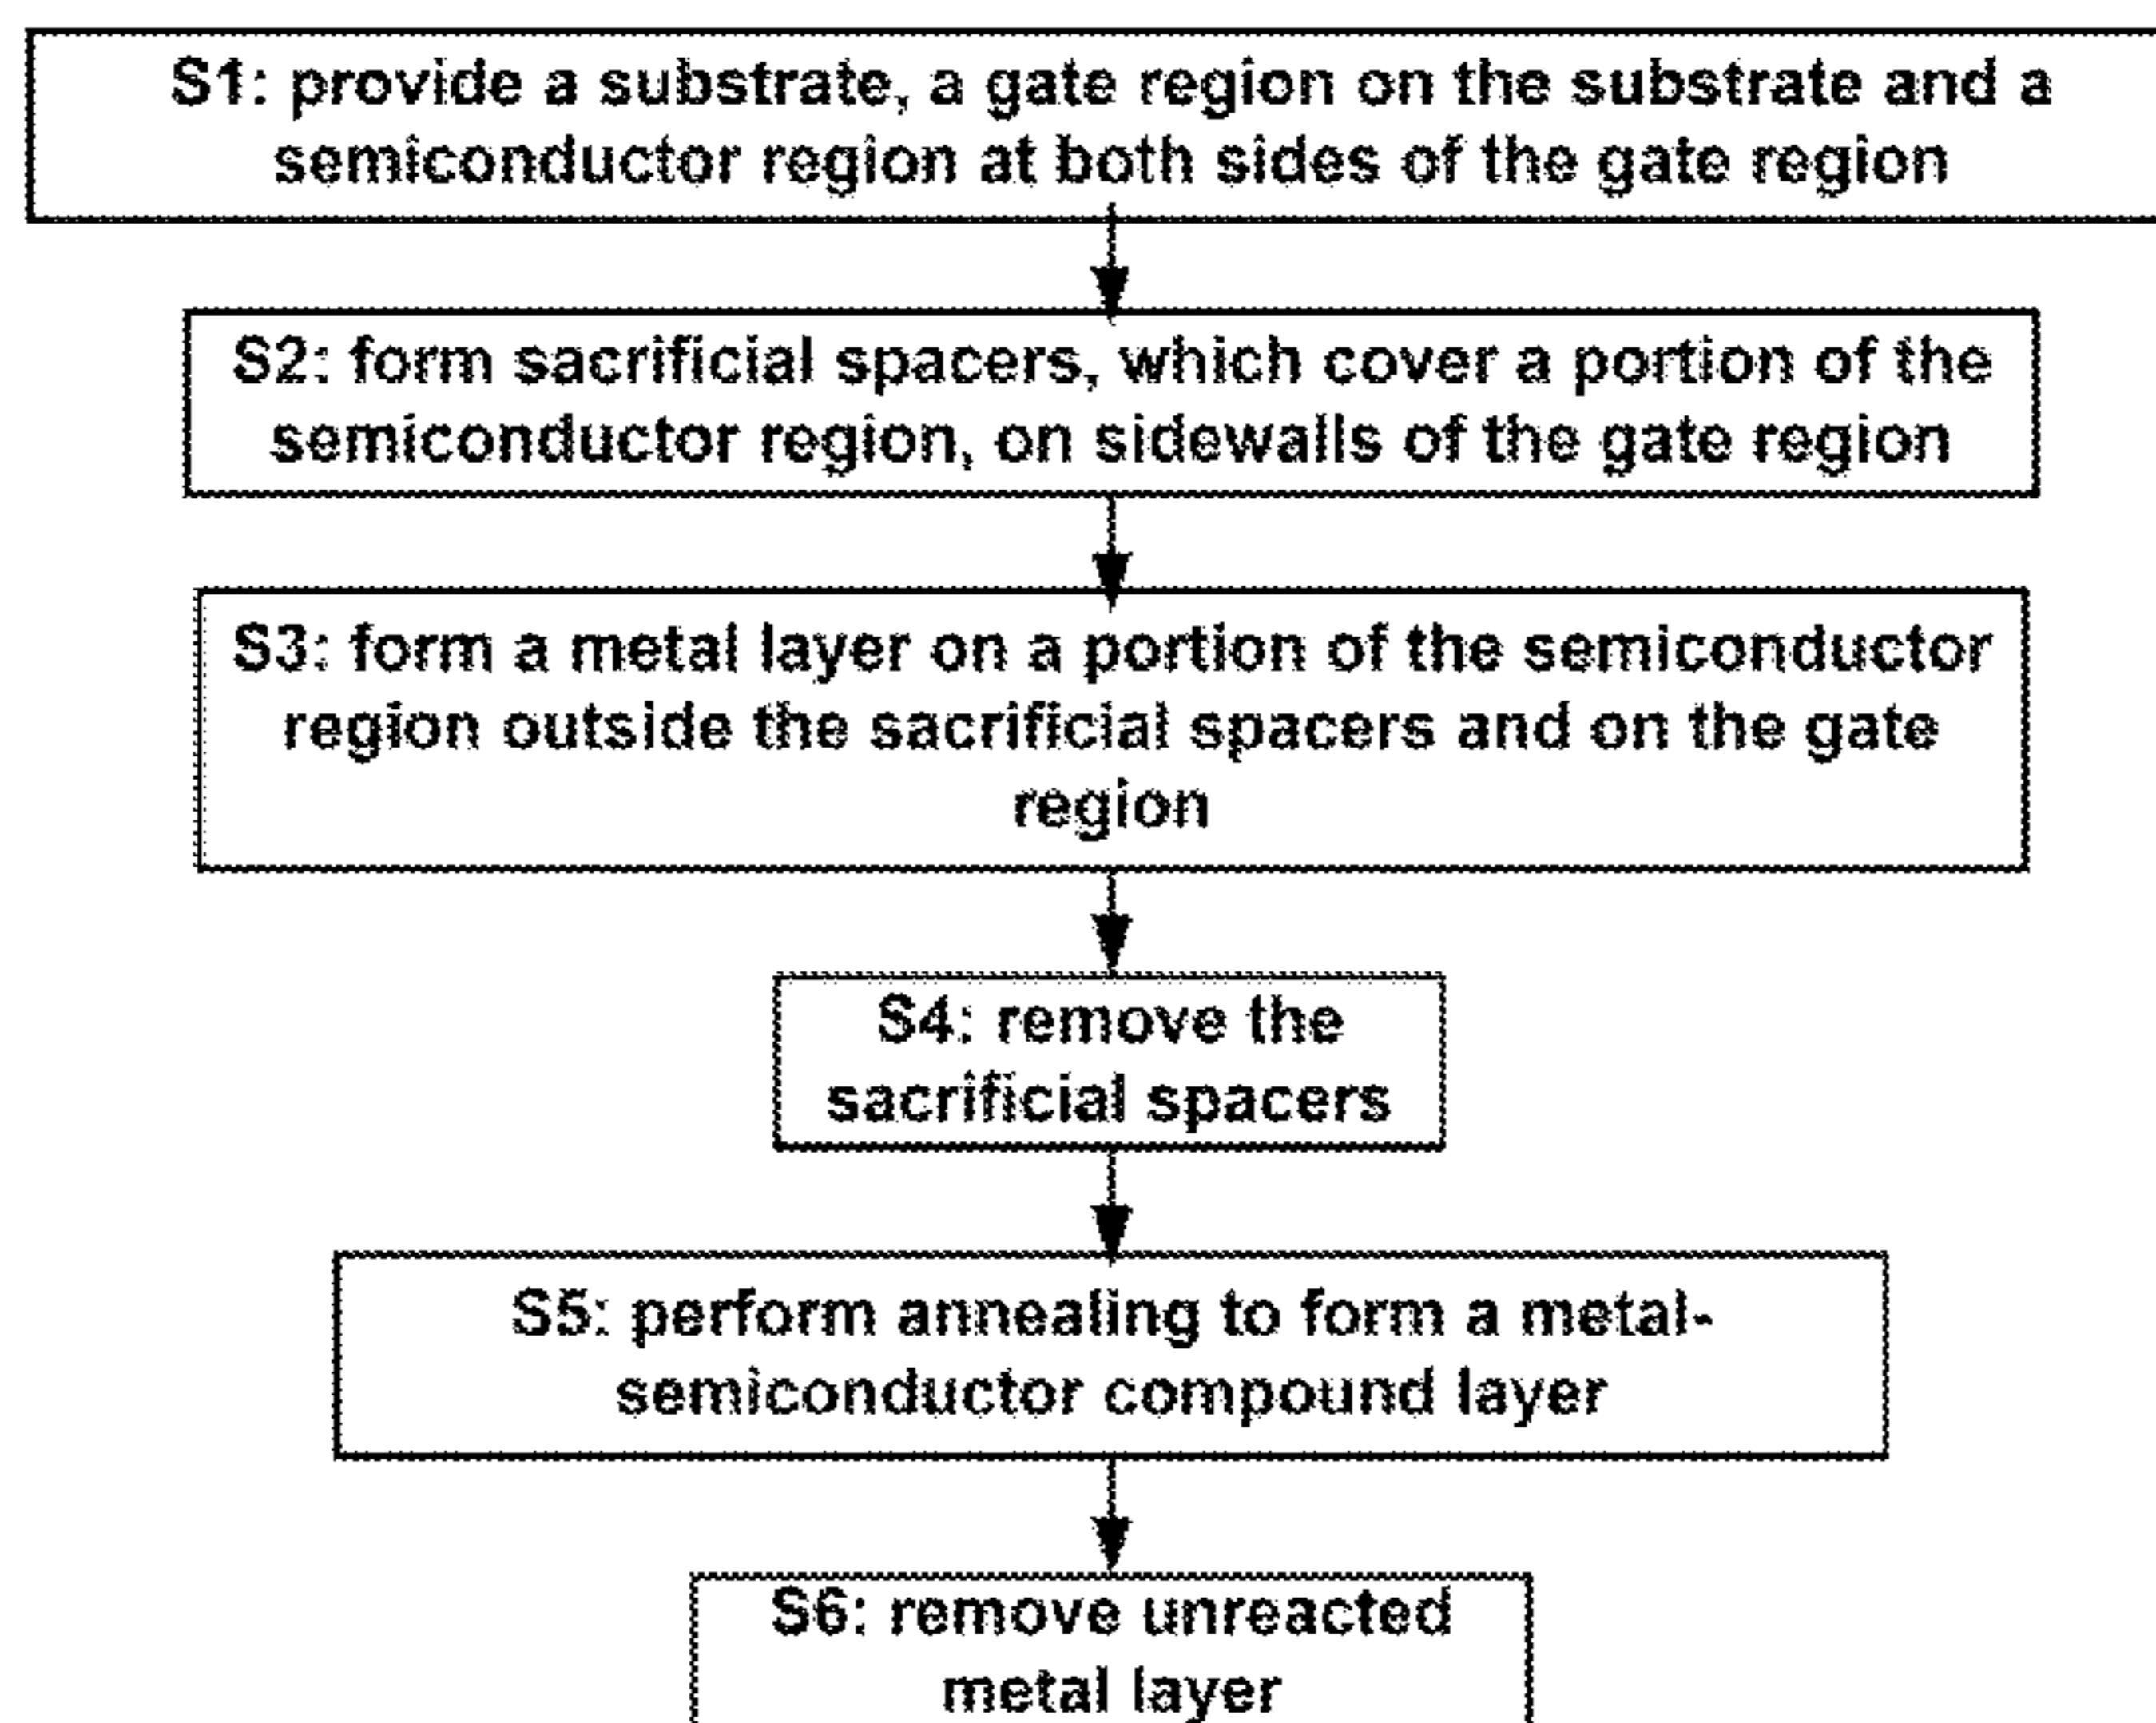 S1: provide a substrate, a gate region on the substrate and a
semiconductor region at both sides of the gate region
S2: form sacrificial spacers, which cover a portion of the
semiconductor region, on sidewalls of the gate region
S3: form a metal layer on a portion of the semiconductor
region outside the sacrificial spacers and on the gate
region
S4: remove the
sacrificial spacers
S5: perform annealing to form a metal-
semiconductor compound layer
S6: remove unreacted
metal layer